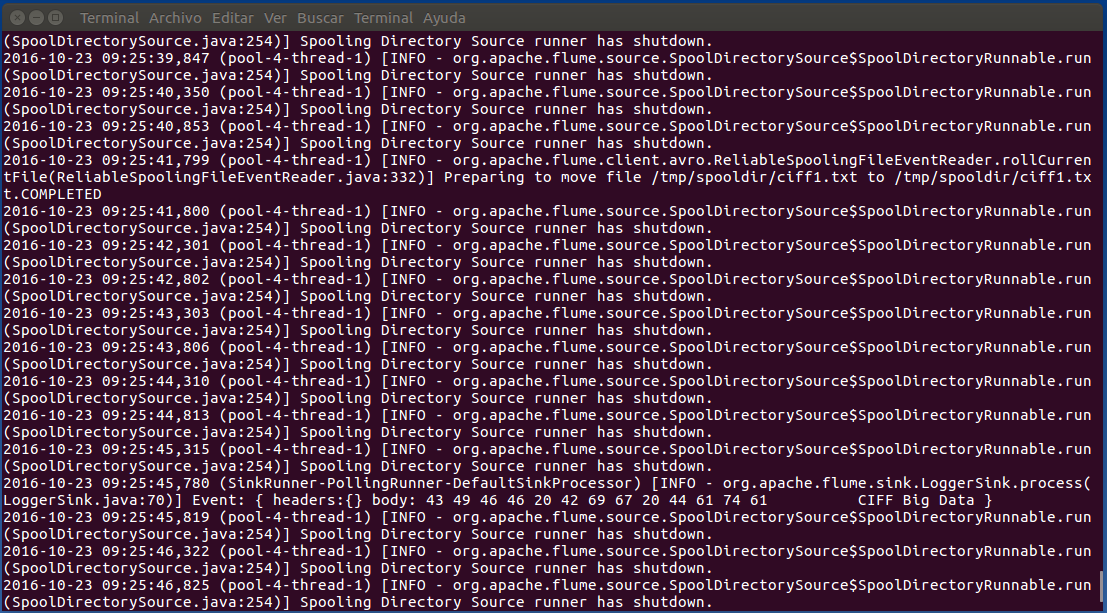 Terminal Archivo Editar Ver Buscar Terminal Ayuda
(SpoolDirectorySource.java:254)] Spooling Directory Source runner has shutdown.
2016-10-23 09:25:39,847 (pool-4-thread-1) [INFO - org.apache.flume.source.SpoolDirectorySource$SpoolDirectoryRunnable.run
(SpoolDirectorySource.java:254)] Spooling Directory Source runner has shutdown.
2016-10-23 09:25:40,350 (pool-4-thread-1) [INFO - org.apache.flume.source.SpoolDirectorySource$SpoolDirectoryRunnable.run
(SpoolDirectorySource.java:254)] Spooling Directory Source runner has shutdown.
2016-10-23 09:25:40,853 (pool-4-thread-1) [INFO - org.apache.flume.source.SpoolDirectorySource$SpoolDirectoryRunnable.run
(SpoolDirectorySource.java:254)] Spooling Directory Source runner has shutdown.
2016-10-23 09:25:41,799 (pool-4-thread-1) [INFO - org.apache.flume.client.avro.ReliableSpoolingFileEventReader.rollCurren
tFile(ReliableSpoolingFileEventReader.java:332)] Preparing to move file /tmp/spooldir/ciff1.txt to /tmp/spooldir/ciff1.tx
t.COMPLETED
2016-10-23 09:25:41,800 (pool-4-thread-1) [INFO - org.apache.flume.source.SpoolDirectorySource$SpoolDirectoryRunnable.run
(SpoolDirectorySource.java:254)] Spooling Directory Source runner has shutdown.
2016-10-23 09:25:42,301 (pool-4-thread-1) [INFO - org.apache.flume.source.SpoolDirectorySource$SpoolDirectoryRunnable.run
(SpoolDirectorySource.java:254)] Spooling Directory Source runner has shutdown.
2016-10-23 09:25:42,802 (pool-4-thread-1) [INFO - org.apache.flume.source.SpoolDirectorySource$SpoolDirectoryRunnable.run
(SpoolDirectorySource.java:254)] Spooling Directory Source runner has shutdown.
2016-10-23 09:25:43,303 (pool-4-thread-1) [INFO - org.apache.flume.source.SpoolDirectorySource$SpoolDirectoryRunnable.run
(SpoolDirectorySource.java:254)] Spooling Directory Source runner has shutdown.
2016-10-23 09:25:43,806 (pool-4-thread-1) [INFO - org.apache.flume.source.SpoolDirectorySource$SpoolDirectoryRunnable.run
(SpoolDirectorySource.java:254)] Spooling Directory Source runner has shutdown.
2016-10-23 09:25:44,310 (pool-4-thread-1) [INFO - org.apache.flume.source.SpoolDirectorySource$SpoolDirectoryRunnable.run
(SpoolDirectorySource.java:254)] Spooling Directory Source runner has shutdown.
2016-10-23 09:25:44,813 (pool-4-thread-1) [INFO - org.apache.flume.source.SpoolDirectorySource$SpoolDirectoryRunnable.run
(SpoolDirectorySource.java:254)] Spooling Directory Source runner has shutdown.
2016-10-23 09:25:45,315 (pool-4-thread-1) [INFO - org.apache.flume.source.SpoolDirectorySource$SpoolDirectoryRunnable.run
(SpoolDirectorySource.java:254)] Spooling Directory Source runner has shutdown.
2016-10-23 09:25:45,780 (SinkRunner-PollingRunner-DefaultSinkProcessor) [INFO - org.apache.flume.sink.LoggerSink.process(
LoggerSink.java:70)] Event: { headers:{} body: 43 49 46 46 20 42 69 67 20 44 61 74 61          CIFF Big Data }
2016-10-23 09:25:45,819 (pool-4-thread-1) [INFO - org.apache.flume.source.SpoolDirectorySource$SpoolDirectoryRunnable.run
(SpoolDirectorySource.java:254)] Spooling Directory Source runner has shutdown.
2016-10-23 09:25:46,322 (pool-4-thread-1) [INFO - org.apache.flume.source.SpoolDirectorySource$SpoolDirectoryRunnable.run
(SpoolDirectorySource.java:254)] Spooling Directory Source runner has shutdown.
2016-10-23 09:25:46,825 (pool-4-thread-1) [INFO - org.apache.flume.source.SpoolDirectorySource$SpoolDirectoryRunnable.run
(SpoolDirectorySource.java:254)] Spooling Directory Source runner has shutdown.